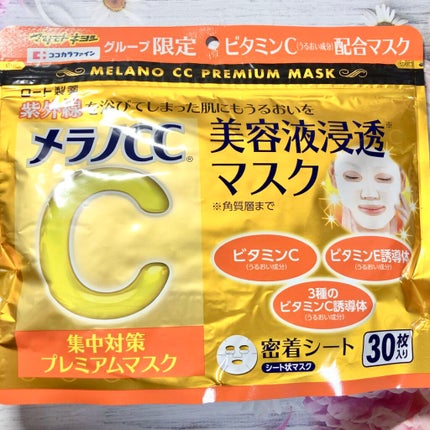 マツモトキヨシ
ココカラファイン
グループ限定 ビタミンC(うるおい成分)配合マスク
MELANO CC PREMIUM MASK
ロート製薬
紫外線を浴びてしまった肌にもうるおいを
メラノCC®
C
美容液浸透※
マスク
※角質層まで
ビタミンC
(うるおい成分)
ビタミンE誘導体
(うるおい成分)
3種の
ビタミンC誘導体
(うるおい成分)
集中対策
プレミアムマスク
密着シート
シート状マスク
30枚入り